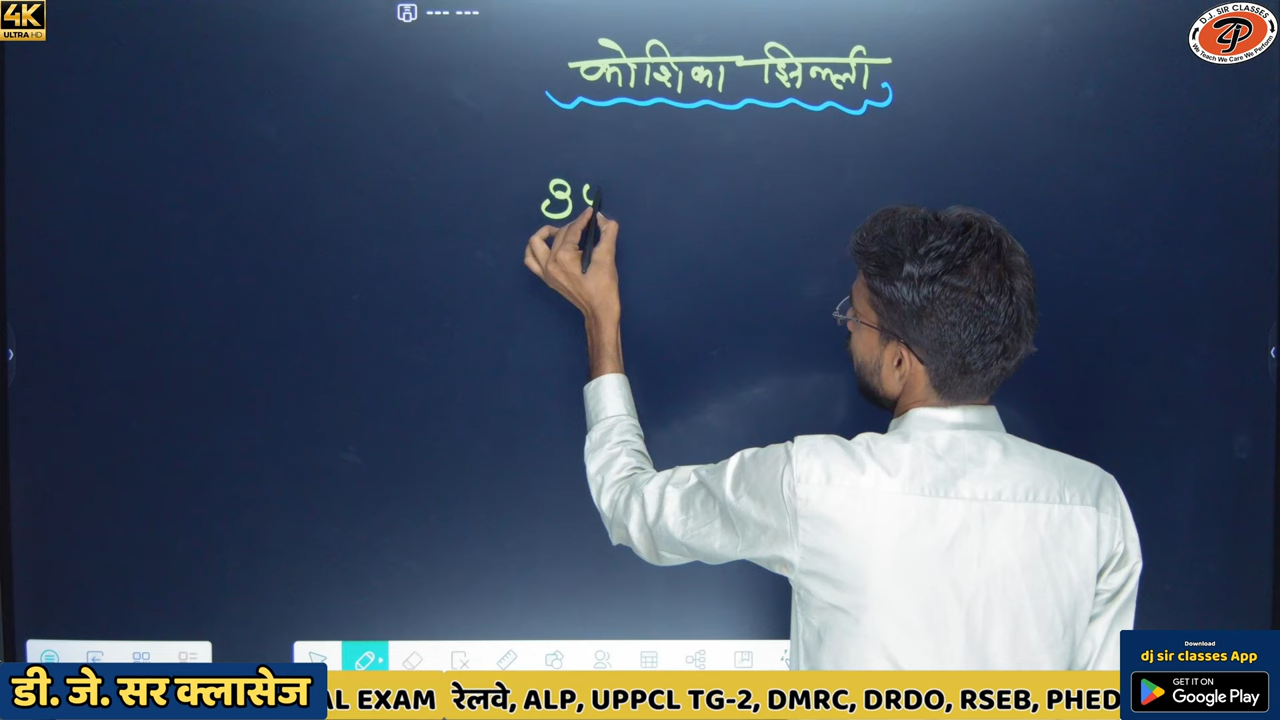 4K
ULTRA HD
D.J. SIR CLASSES
We Teach We Care We Perform
कोशिका झिल्ली
Download
dj sir classes App
GET IT ON
Google Play
डी. जे. सर क्लासेज
AL EXAM रेलवे, ALP, UPPCL TG-2, DMRC, DRDO, RSEB, PHED